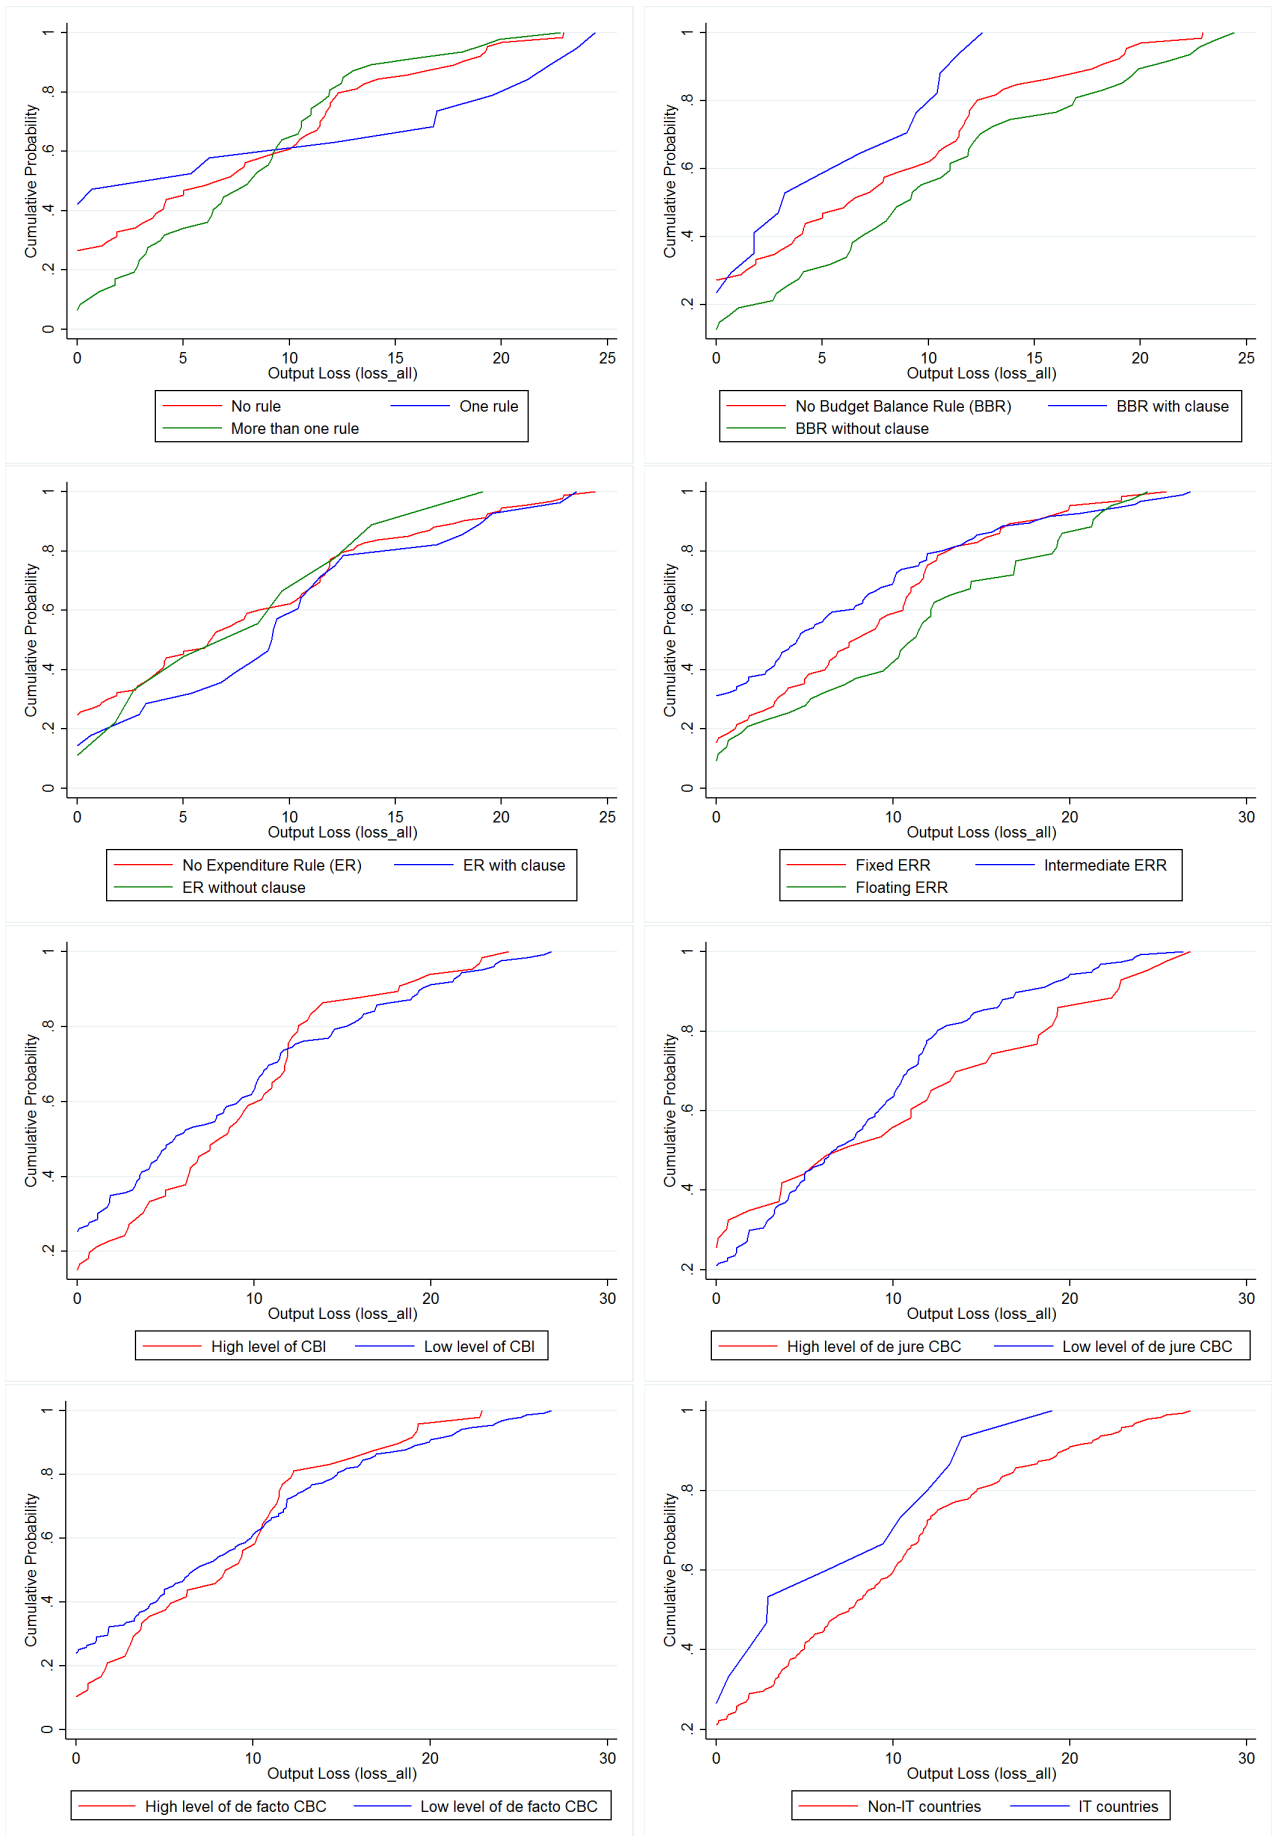 Cumulative Probability
1
.8
.6
.4
.2
0
0 5 10 15 20 25
Output Loss (loss_all)
No rule One rule
More than one rule
Cumulative Probability
1
.8
.6
.4
.2
0 5 10 15 20 25
Output Loss (loss_all)
No Budget Balance Rule (BBR) BBR with clause
BBR without clause
Cumulative Probability
1
.8
.6
.4
.2
0
0 5 10 15 20 25
Output Loss (loss_all)
No Expenditure Rule (ER) ER with clause
ER without clause
Cumulative Probability
1
.8
.6
.4
.2
0
0 10 20 30
Output Loss (loss_all)
Fixed ERR Intermediate ERR
Floating ERR
Cumulative Probability
1
.8
.6
.4
.2
0 10 20 30
Output Loss (loss_all)
High level of CBI Low level of CBI
Cumulative Probability
1
.8
.6
.4
.2
0 10 20 30
Output Loss (loss_all)
High level of de jure CBC Low level of de jure CBC
Cumulative Probability
1
.8
.6
.4
.2
0
0 10 20 30
Output Loss (loss_all)
High level of de facto CBC Low level of de facto CBC
Cumulative Probability
1
.8
.6
.4
.2
0 10 20 30
Output Loss (loss_all)
Non-IT countries IT countries